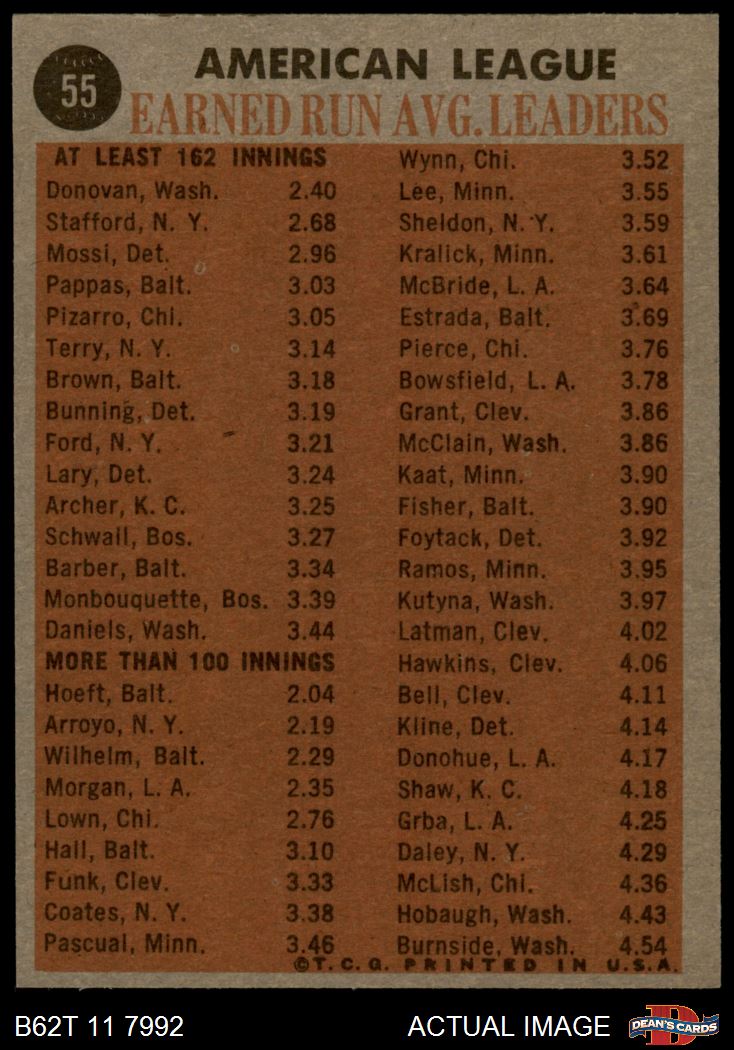 55
AMERICAN LEAGUE
EARNED RUN AVG. LEADERS
AT LEAST 162 INNINGS
Donovan, Wash. 2.40
Stafford, N. Y. 2.68
Mossi, Det. 2.96
Pappas, Balt. 3.03
Pizarro, Chi. 3.05
Terry, N. Y. 3.14
Brown, Balt. 3.18
Bunning, Det. 3.19
Ford, N. Y. 3.21
Lary, Det. 3.24
Archer, K. C. 3.25
Schwall, Bos. 3.27
Barber, Balt. 3.34
Monbouquette, Bos. 3.39
Daniels, Wash. 3.44
MORE THAN 100 INNINGS
Hoeft, Balt. 2.04
Arroyo, N. Y. 2.19
Wilhelm, Balt. 2.29
Morgan, L. A. 2.35
Lown, Chi. 2.76
Hall, Balt. 3.10
Funk, Clev. 3.33
Coates, N. Y. 3.38
Pascual, Minn. 3.46
Wynn, Chi. 3.52
Lee, Minn. 3.55
Sheldon, N. Y. 3.59
Kralick, Minn. 3.61
McBride, L. A. 3.64
Estrada, Balt. 3.69
Pierce, Chi. 3.76
Bowsfield, L. A. 3.78
Grant, Clev. 3.86
McClain, Wash. 3.86
Kaat, Minn. 3.90
Fisher, Balt. 3.90
Foytack, Det. 3.92
Ramos, Minn. 3.95
Kutyna, Wash. 3.97
Latman, Clev. 4.02
Hawkins, Clev. 4.06
Bell, Clev. 4.11
Kline, Det. 4.14
Donohue, L. A. 4.17
Shaw, K. C. 4.18
Grba, L. A. 4.25
Daley, N. Y. 4.29
McLish, Chi. 4.36
Hobaugh, Wash. 4.43
Burnside, Wash. 4.54
©T. C. G. PRINTED IN U.S.A.
B62T 11 7992
ACTUAL IMAGE
D
DEAN'S CARDS